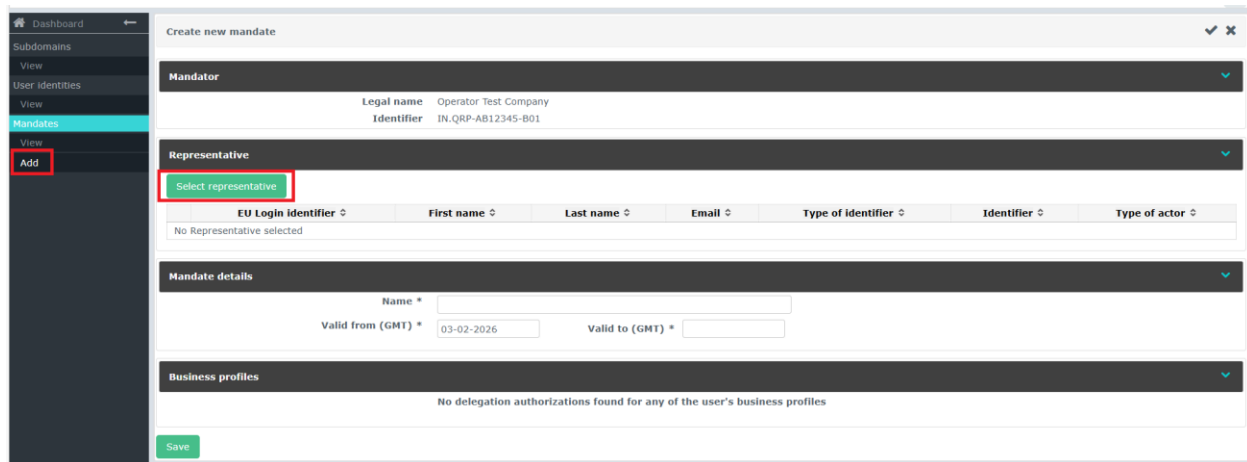 Dashboard
Subdomains
View
User identities
View
Mandates
View
Add
Create new mandate
Mandator
Legal name Operator Test Company
Identifier IN.QRP-AB12345-B01
Representative
Select representative
EU Login identifier First name Last name Email Type of identifier Identifier Type of actor
No Representative selected
Mandate details
Name *
Valid from (GMT) * 03-02-2026 Valid to (GMT) *
Business profiles
No delegation authorizations found for any of the user's business profiles
Save